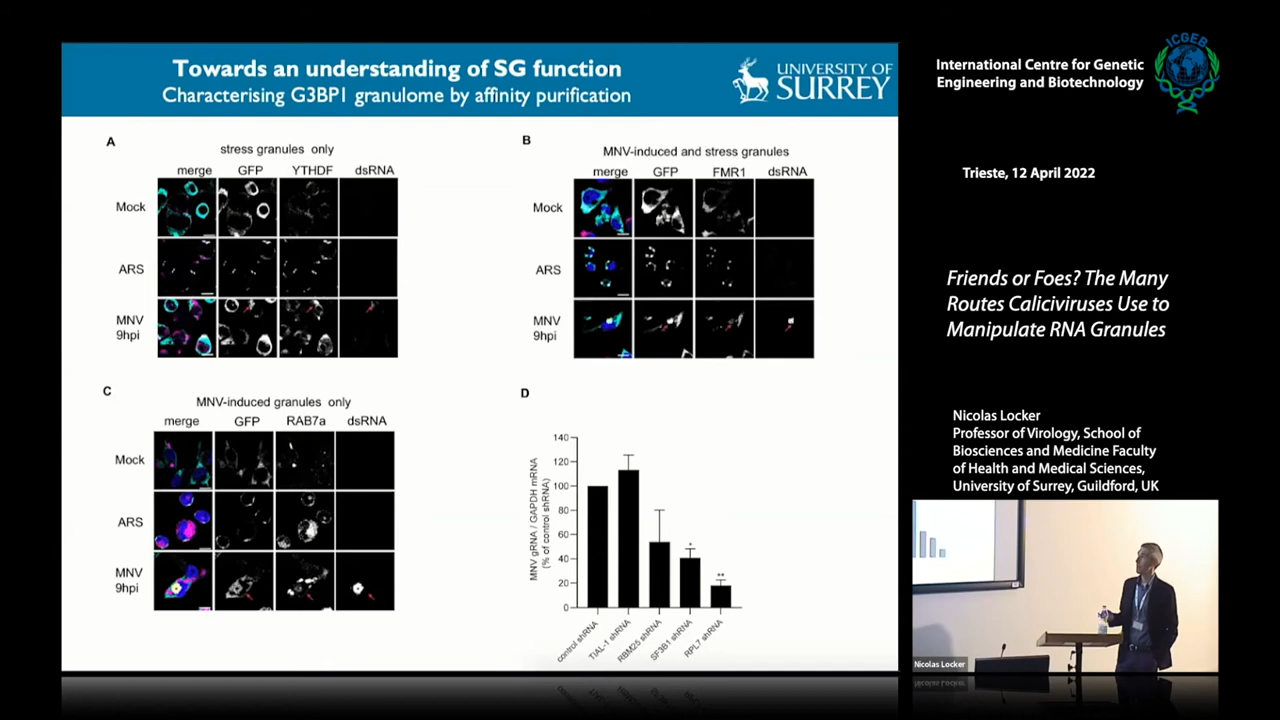 Towards an understanding of SG function
Characterising G3BP1 granulome by affinity purification
UNIVERSITY OF
SURREY
A
stress granules only
merge GFP YTHDF dsRNA
Mock
ARS
MNV
9hpi
B
MNV-induced and stress granules
merge GFP FMR1 dsRNA
Mock
ARS
MNV
9hpi
C
MNV-induced granules only
merge GFP RAB7a dsRNA
Mock
ARS
MNV
9hpi
D
MNV gRNA / GAPDH mRNA
(% of control shRNA)
140
120
100
80
60
40
20
0
*
**
control shRNA
TIAL-1 shRNA
RBM25 shRNA
SF3B1 shRNA
RPL7 shRNA
International Centre for Genetic
Engineering and Biotechnology
ICGEB
Trieste, 12 April 2022
Friends or Foes? The Many
Routes Caliciviruses Use to
Manipulate RNA Granules
Nicolas Locker
Professor of Virology, School of
Biosciences and Medicine Faculty
of Health and Medical Sciences,
University of Surrey, Guildford, UK
Nicolas Locker